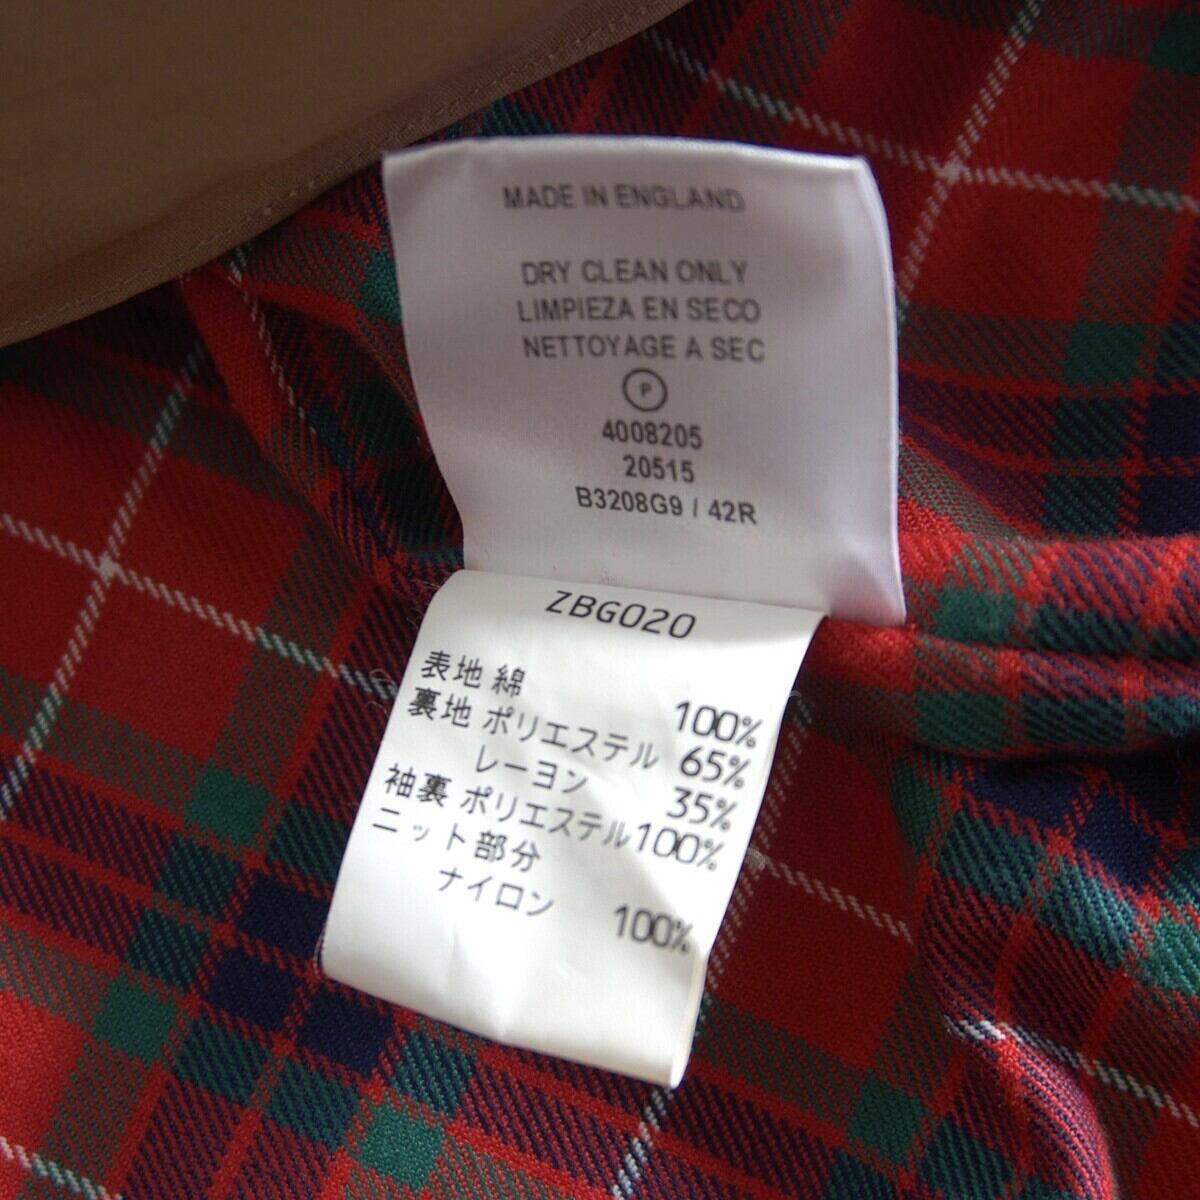 MADE IN ENGLAND
DRY CLEAN ONLY
LIMPIEZA EN SECO
NETTOYAGE A SEC
P
4008205
20515
B3208G9 / 42R
ZBG020
表地 綿 100%
裏地 ポリエステル 65%
レーヨン 35%
袖裏 ポリエステル100%
ニット部分
ナイロン 100%